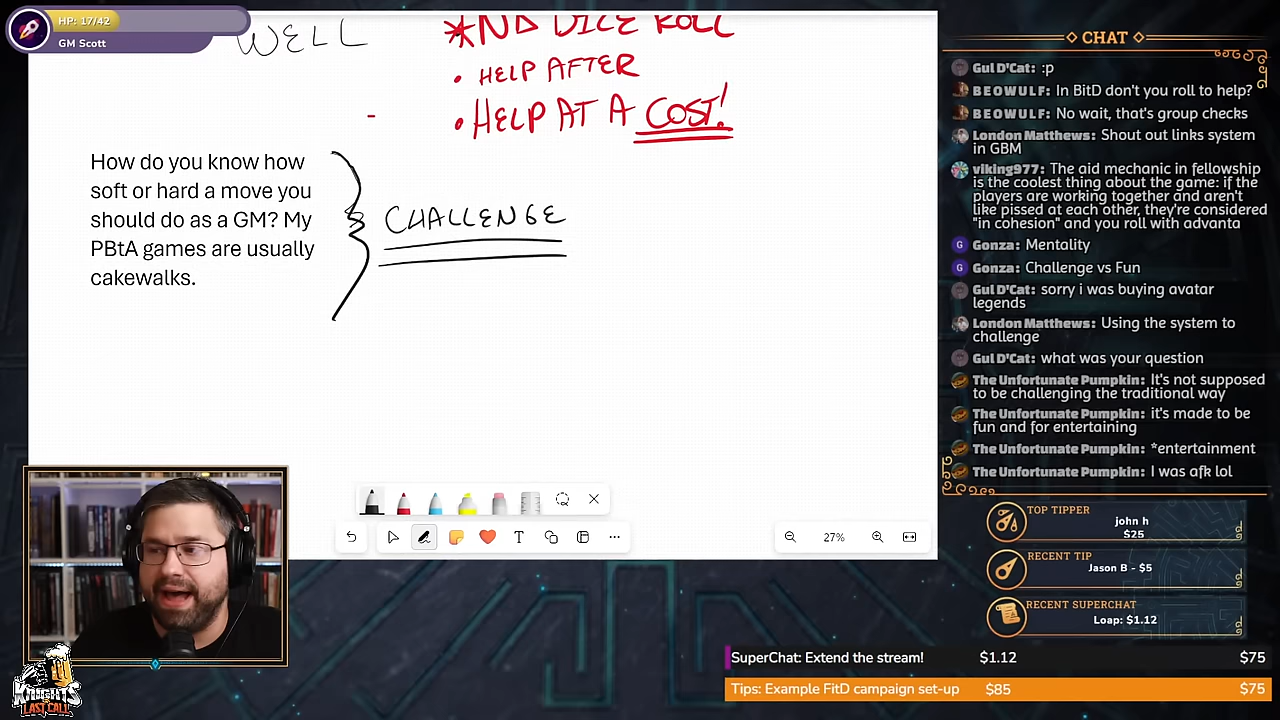 HP: 17/42
GM Scott
WELL
*NO DICE ROLL
• HELP AFTER
• HELP AT A COST!
How do you know how
soft or hard a move you
should do as a GM? My
PBtA games are usually
cakewalks.
CHALLENGE
T
27%
KNIGHTS
LAST CALL
CHAT
Gul D'Cat: :p
BEOWULF: In BitD don't you roll to help?
BEOWULF: No wait, that's group checks
London Matthews: Shout out links system
in GBM
viking977: The aid mechanic in fellowship
is the coolest thing about the game: if the
players are working together and aren't
like pissed at each other, they're considered
"in cohesion" and you roll with advanta
G Gonza: Mentality
G Gonza: Challenge vs Fun
Gul D'Cat: sorry i was buying avatar
legends
London Matthews: Using the system to
challenge
Gul D'Cat: what was your question
The Unfortunate Pumpkin: It's not supposed
to be challenging the traditional way
The Unfortunate Pumpkin: it's made to be
fun and for entertaining
The Unfortunate Pumpkin: *entertainment
The Unfortunate Pumpkin: I was afk lol
TOP TIPPER
john h
$25
RECENT TIP
Jason B - $5
RECENT SUPERCHAT
Loap: $1.12
SuperChat: Extend the stream! $1.12 $75
Tips: Example FitD campaign set-up $85 $75